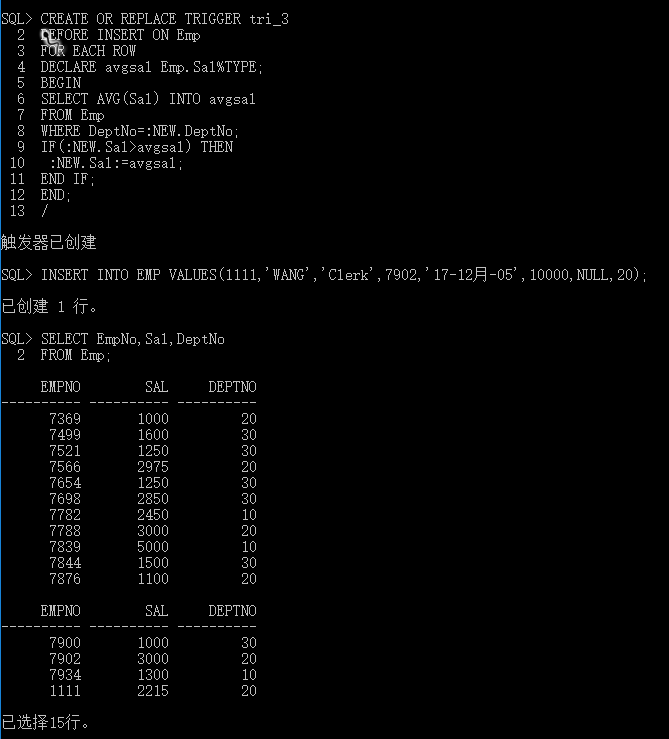 SQL> CREATE OR REPLACE TRIGGER tri_3
2 BEFORE INSERT ON Emp
3 FOR EACH ROW
4 DECLARE avgsal Emp.Sal%TYPE;
5 BEGIN
6 SELECT AVG(Sal) INTO avgsal
7 FROM Emp
8 WHERE DeptNo=:NEW.DeptNo;
9 IF(:NEW.Sal>avgsal) THEN
10 :NEW.Sal:=avgsal;
11 END IF;
12 END;
13 /
触发器已创建
SQL> INSERT INTO EMP VALUES(1111,'WANG','Clerk',7902,'17-12月-05',10000,NULL,20);
已创建 1 行。
SQL> SELECT EmpNo,Sal,DeptNo
2 FROM Emp;
EMPNO SAL DEPTNO
---------- ---------- ----------
7369 1000 20
7499 1600 30
7521 1250 30
7566 2975 20
7654 1250 30
7698 2850 30
7782 2450 10
7788 3000 20
7839 5000 10
7844 1500 30
7876 1100 20
EMPNO SAL DEPTNO
---------- ---------- ----------
7900 1000 30
7902 3000 20
7934 1300 10
1111 2215 20
已选择15行。